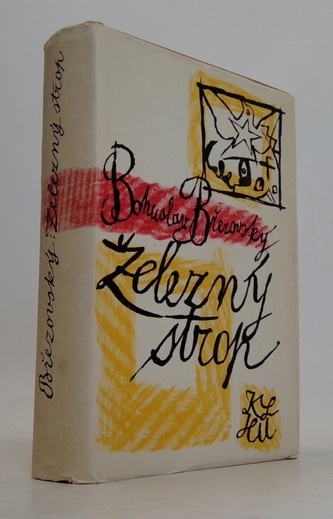 Březovský: Železný strop
Bohuslav Březovský
Železný
strop